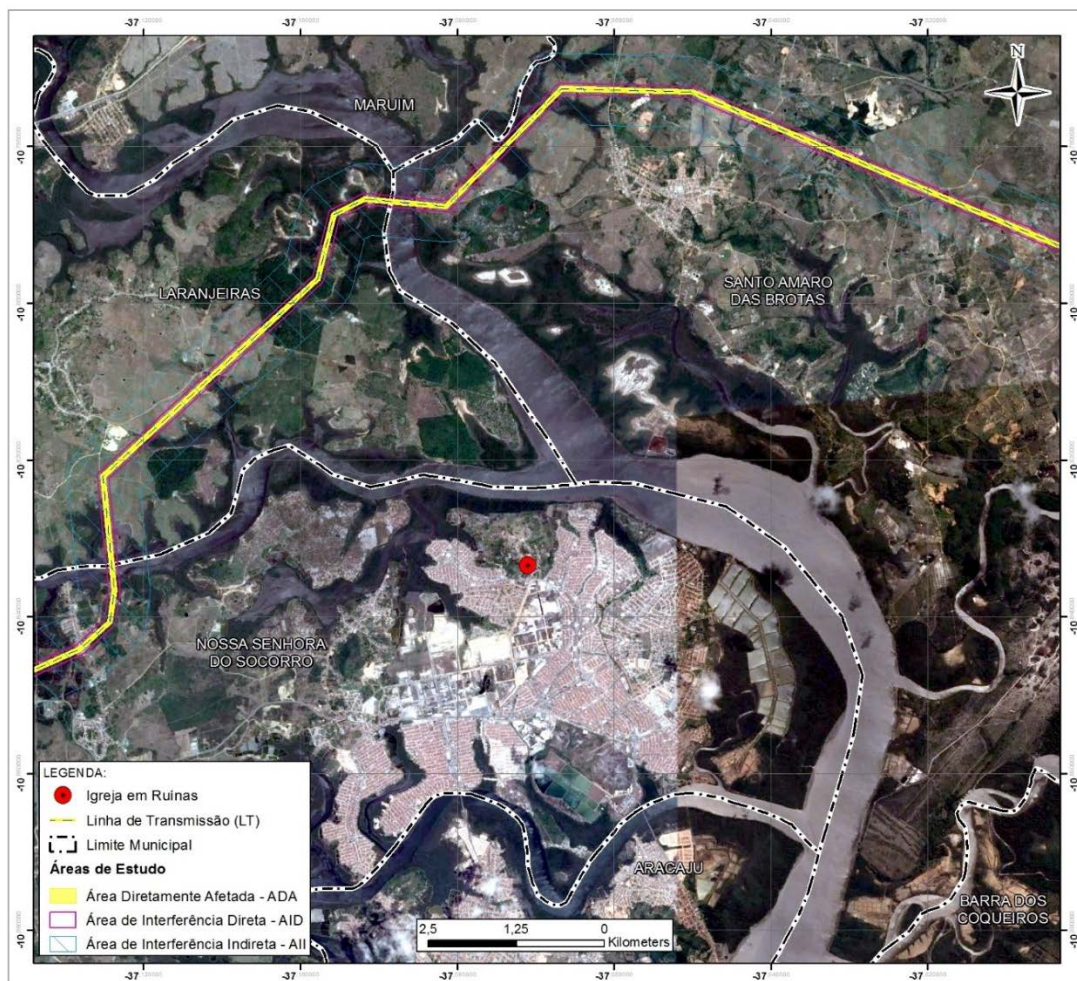 -37
-37
-37
-37
-37
-37
N
MARUIM
LARANJEIRAS
SANTO AMARO
DAS BROTAS
NOSSA SENHORA
DO SOCORRO
ARACAJU
BARRA DOS
COQUEIROS
LEGENDA:
Igreja em Ruinas
Linha de Transmissão (LT)
Limite Municipal
Áreas de Estudo
Área Diretamente Afetada - ADA
Área de Interferência Direta - AID
Área de Interferência Indireta - AII
2,5 1,25 0
Kilometers
-10
-10
-10
-10
-10
-10
-10
-10
-10
-10
-10
-10
-37
-37
-37
-37
-37
-37